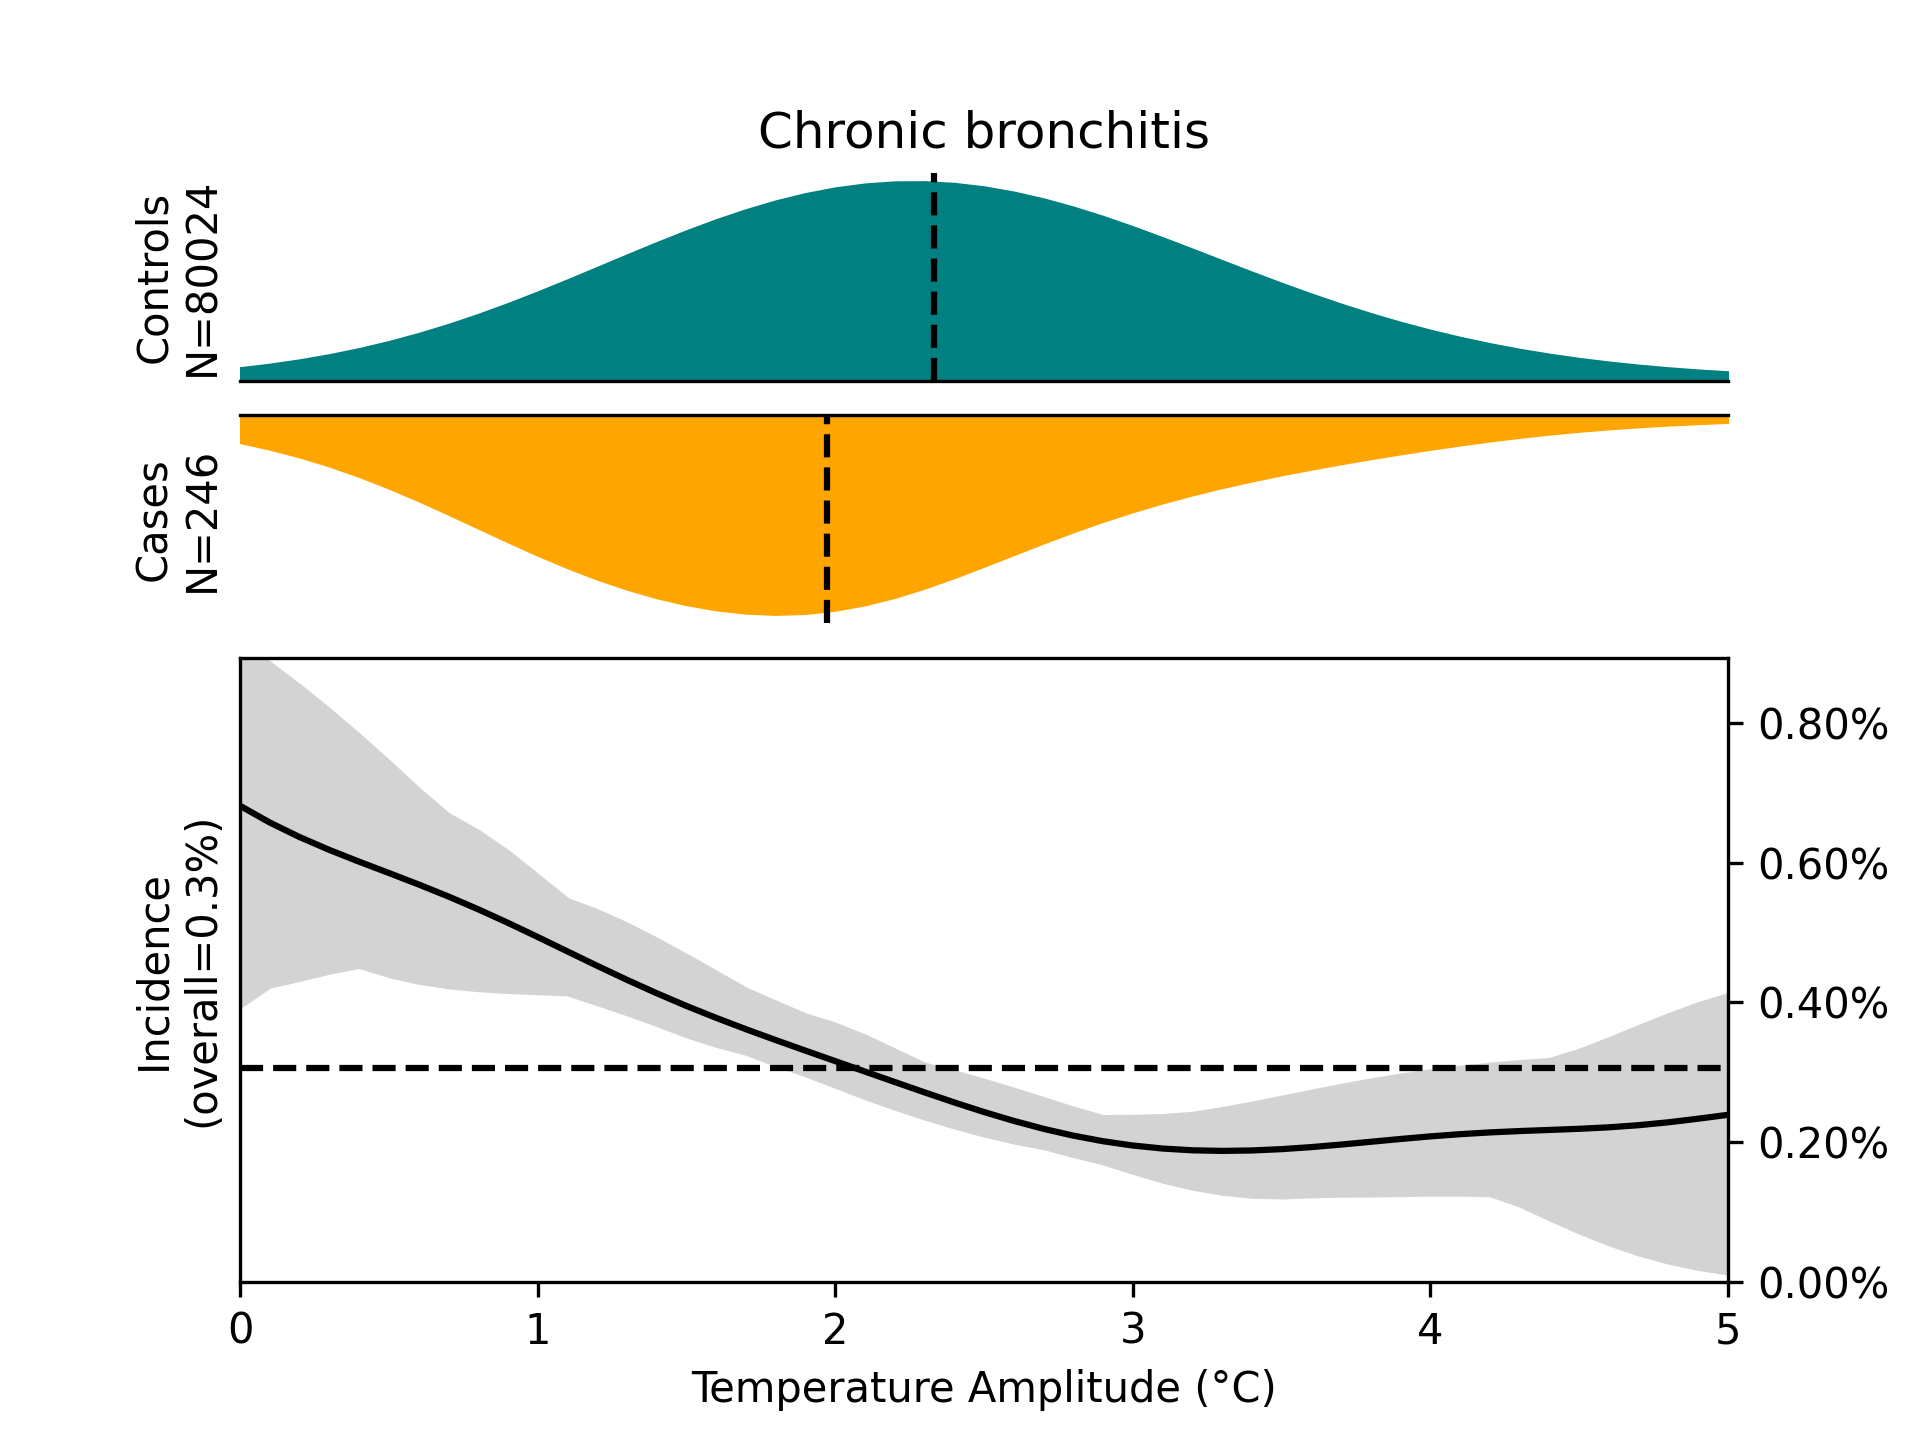 Chronic bronchitis
Controls
N=80024
Cases
N=246
Incidence
(overall=0.3%)
0.80%
0.60%
0.40%
0.20%
0.00%
0 1 2 3 4 5
Temperature Amplitude (°C)